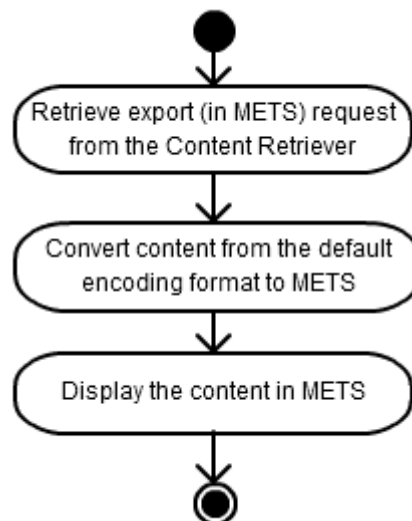 Retrieve export (in METS) request
from the Content Retriever
Convert content from the default
encoding format to METS
Display the content in METS